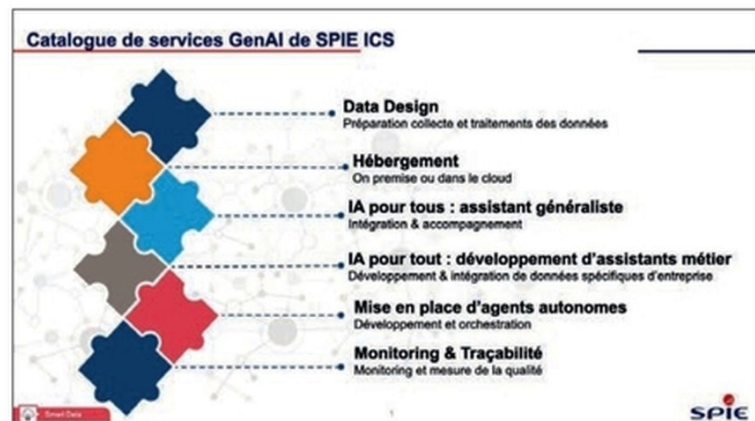 Catalogue de services GenAI de SPIE ICS
Data Design
Préparation collecte et traitements des données
Hébergement
On premise ou dans le cloud
IA pour tous : assistant généraliste
Intégration & accompagnement
IA pour tout : développement d'assistants métier
Développement & intégration de données spécifiques d'entreprise
Mise en place d'agents autonomes
Développement et orchestration
Monitoring & Traçabilité
Monitoring et mesure de la qualité
Smart Data
1
SPIE